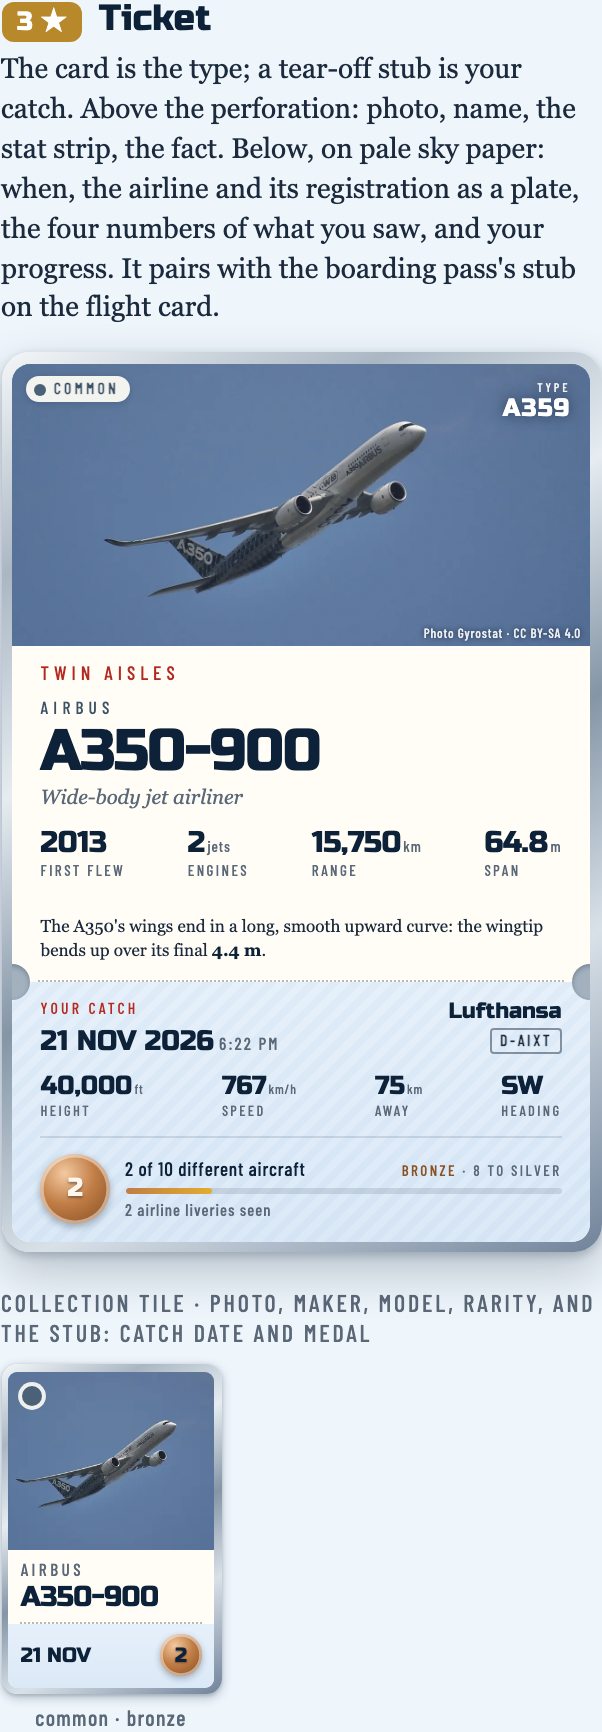 3 ★ Ticket
The card is the type; a tear-off stub is your
catch. Above the perforation: photo, name, the
stat strip, the fact. Below, on pale sky paper:
when, the airline and its registration as a plate,
the four numbers of what you saw, and your
progress. It pairs with the boarding pass's stub
on the flight card.
COMMON
TYPE
A359
AIRBUS
A350
Photo Gyrostat · CC BY-SA 4.0
TWIN AISLES
AIRBUS
A350-900
Wide-body jet airliner
2013 2 jets 15,750 km 64.8 m
FIRST FLEW ENGINES RANGE SPAN
The A350's wings end in a long, smooth upward curve: the wingtip
bends up over its final 4.4 m.
YOUR CATCH Lufthansa
21 NOV 2026 6:22 PM D-AIXT
40,000 ft 767 km/h 75 km SW
HEIGHT SPEED AWAY HEADING
2 2 of 10 different aircraft BRONZE · 8 TO SILVER
2 airline liveries seen
COLLECTION TILE · PHOTO, MAKER, MODEL, RARITY, AND
THE STUB: CATCH DATE AND MEDAL
A350
AIRBUS
A350-900
21 NOV 2
common · bronze